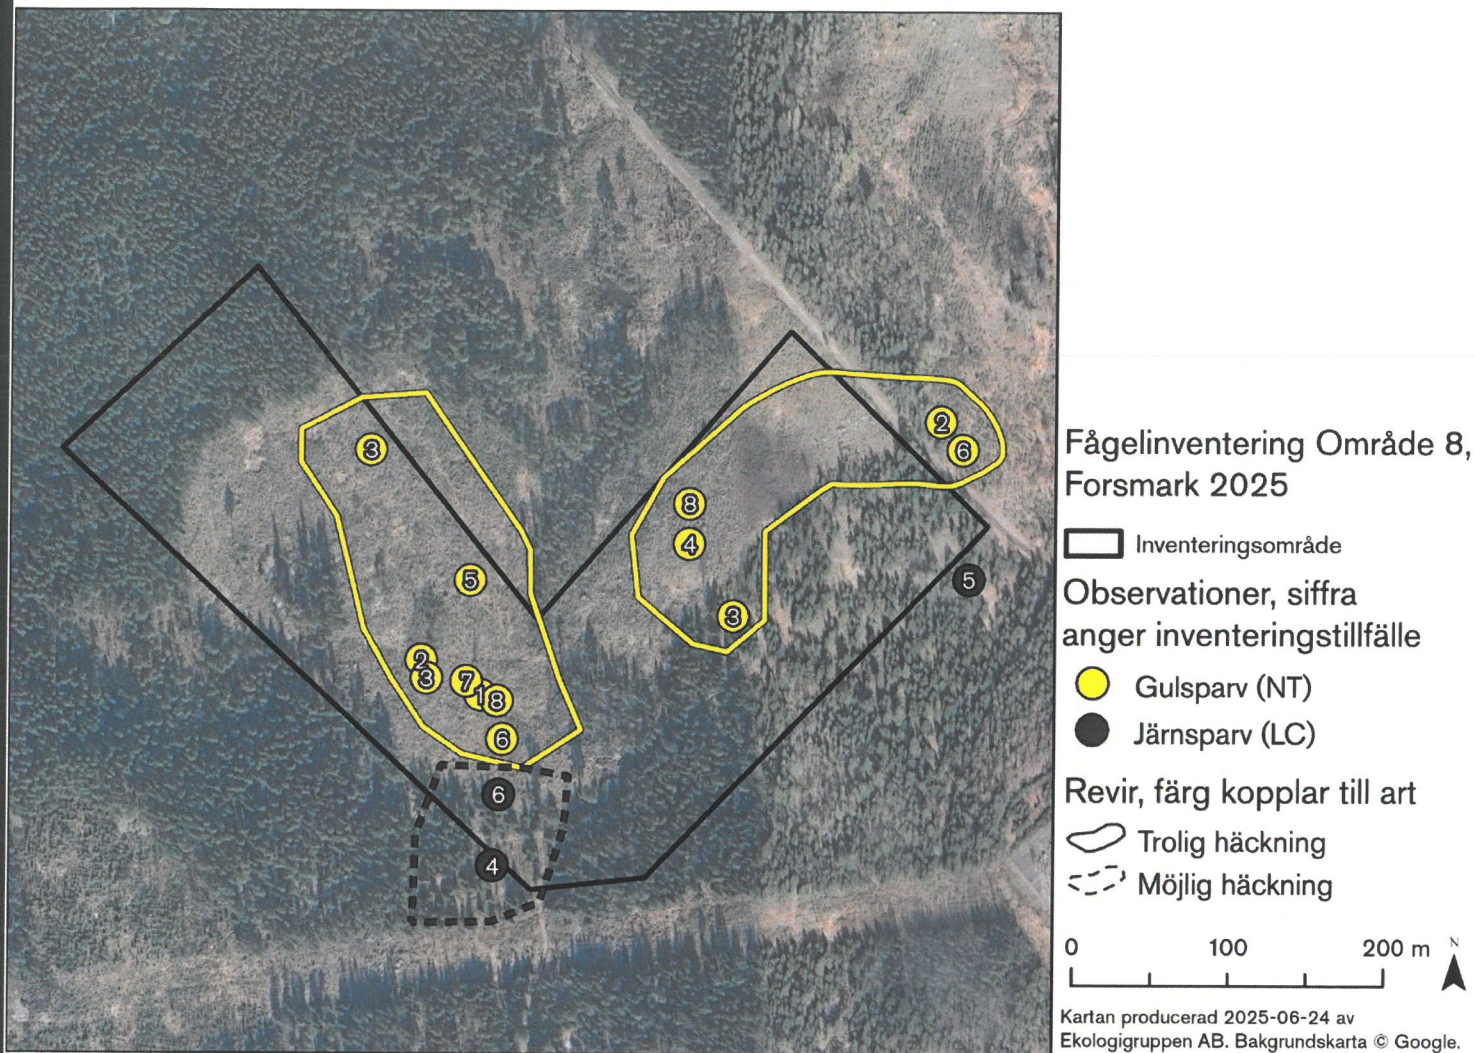 3
5
2
3
7
1
8
6
8
4
3
2
6
5
6
4
Fågelinventering Område 8,
Forsmark 2025
Inventeringsområde
Observationer, siffra
anger inventeringstillfälle
Gulsparv (NT)
Järnsparv (LC)
Revir, färg kopplar till art
Trolig häckning
Möjlig häckning
0 100 200 m N
Kartan producerad 2025-06-24 av
Ekologigruppen AB. Bakgrundskarta © Google.